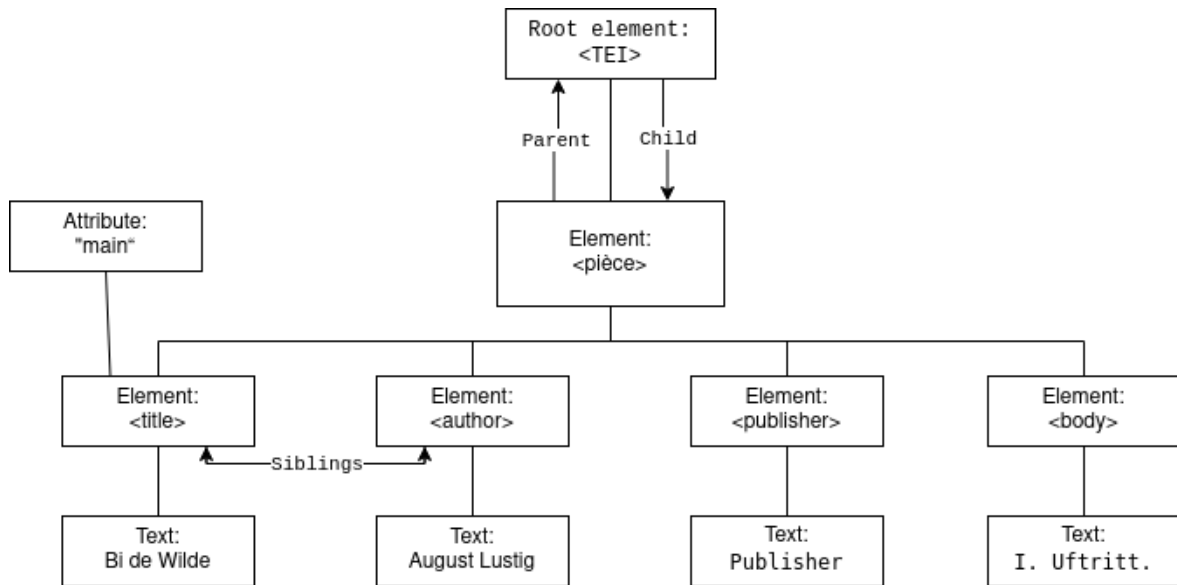 Root element:
<TEI>
Parent
Child
Attribute:
"main“
Element:
<pièce>
Element:
<title>
Element:
<author>
Element:
<publisher>
Element:
<body>
Siblings
Text:
Bi de Wilde
Text:
August Lustig
Text:
Publisher
Text:
I. Uftritt.